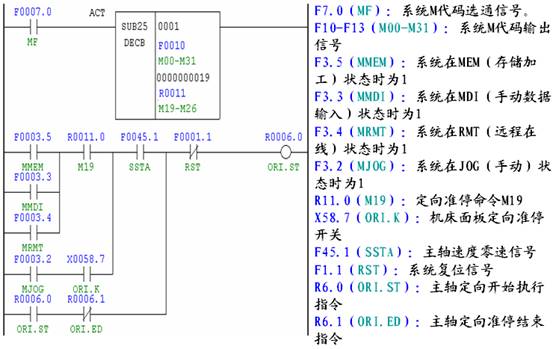 F0007.0
ACT
MF
SUB25
DECB
0001
F0010
M00-M31
0000000019
R0011
M19-M26
F0003.5
R0011.0
F0045.1
F0001.1
R0006.0
MMEM
M19
SSTA
RST
ORI.ST
F0003.3
MMDI
F0003.4
MRMT
F0003.2
X0058.7
MJOG
ORI.K
R0006.0
R0006.1
ORI.ST
ORI.ED
F7.0(MF):系统M代码选通信号。
F10-F13(M00-M31):系统M代码输出
信号
F3.5(MMEM):系统在MEM(存储加
工)状态时为1
F3.3(MMDI):系统在MDI(手动数据
输入)状态时为1
F3.4(MRMT):系统在RMT(远程在
线)状态时为1
F3.2(MJOG):系统在JOG(手动)状
态时为1
R11.0(M19):定向准停命令M19
X58.7(ORI.K):机床面板定向准停
开关
F45.1(SSTA):主轴速度零速信号
F1.1(RST):系统复位信号
R6.0(ORI.ST):主轴定向开始执行
指令
R6.1(ORI.ED):主轴定向准停结束
指令